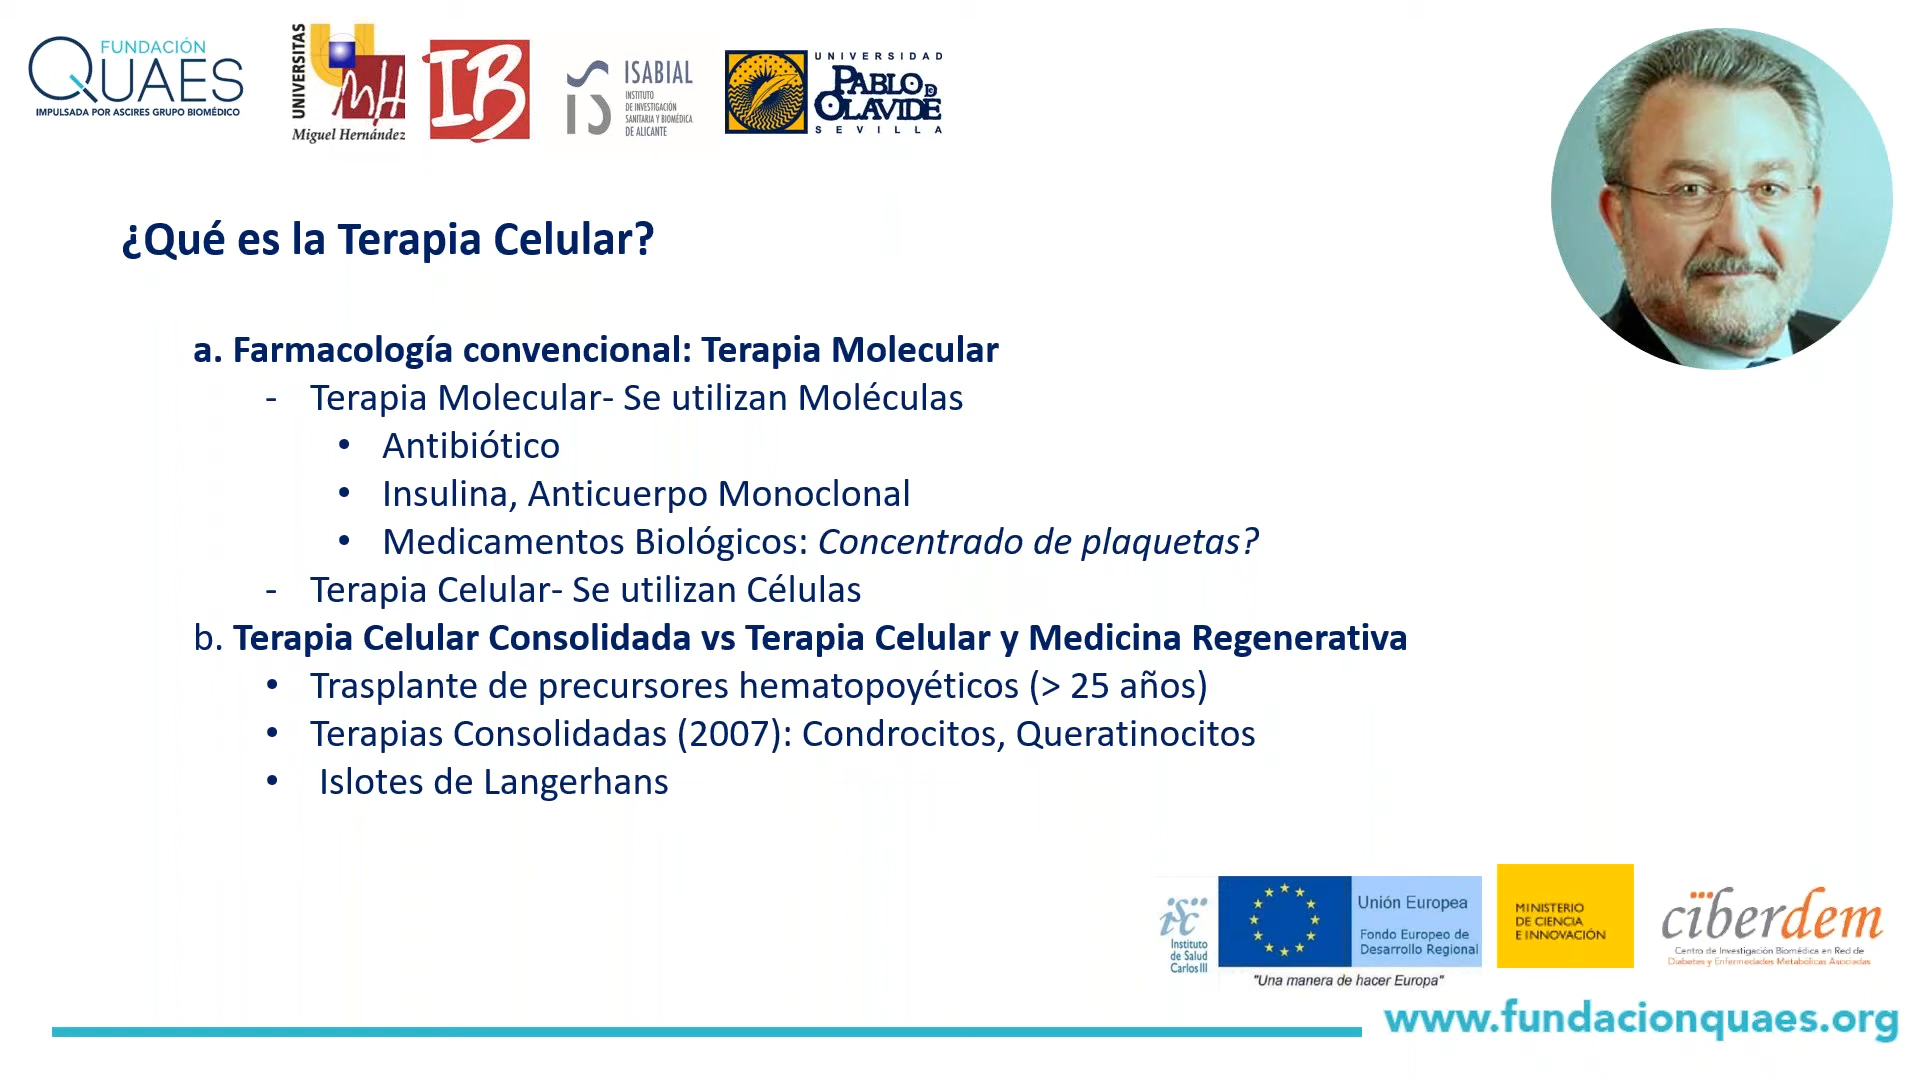 FUNDACIÓN
QUAES
IMPULSADA POR ASCIRES GRUPO BIOMÉDICO
UNIVERSITAS
Miguel Hernández
IB
ISABIAL
INSTITUTO
DE INVESTIGACIÓN
SANITARIA Y BIOMÉDICA
DE ALICANTE
UNIVERSIDAD
PABLO DE
OLAVIDE
SEVILLA
¿Qué es la Terapia Celular?
a. Farmacología convencional: Terapia Molecular
- Terapia Molecular- Se utilizan Moléculas
• Antibiótico
• Insulina, Anticuerpo Monoclonal
• Medicamentos Biológicos: Concentrado de plaquetas?
- Terapia Celular- Se utilizan Células
b. Terapia Celular Consolidada vs Terapia Celular y Medicina Regenerativa
• Trasplante de precursores hematopoyéticos (> 25 años)
• Terapias Consolidadas (2007): Condrocitos, Queratinocitos
• Islotes de Langerhans
isc
Instituto
de Salud
Carlos III
Unión Europea
Fondo Europeo de
Desarrollo Regional
"Una manera de hacer Europa"
MINISTERIO
DE CIENCIA
E INNOVACIÓN
ciberdem
Centro de Investigación Biomédica en Red de
Diabetes y Enfermedades Metabólicas Asociadas
www.fundacionquaes.org